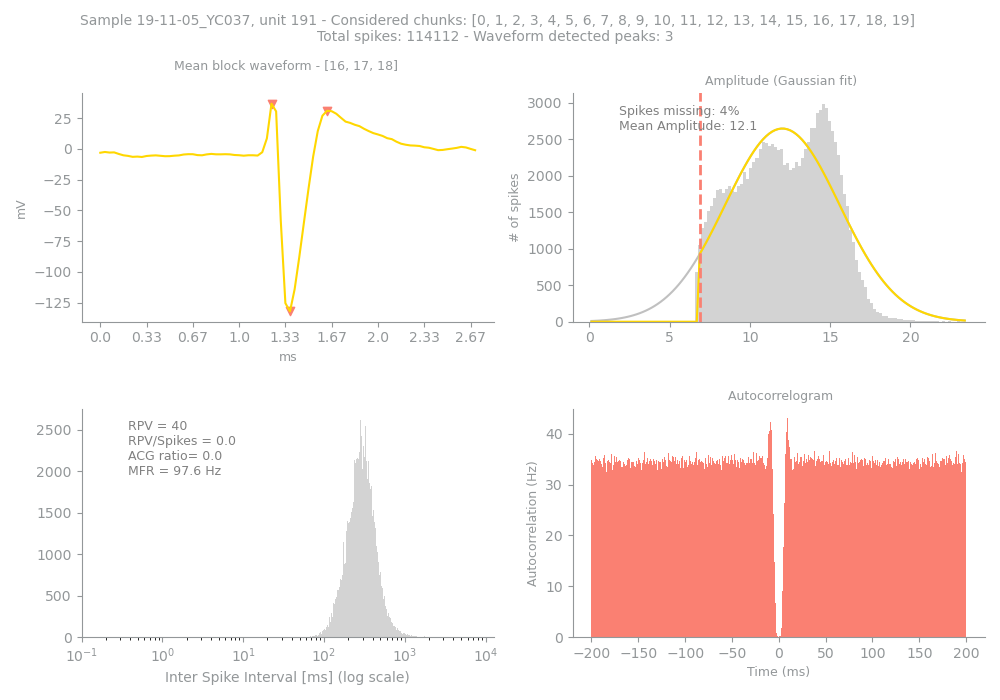 Sample 19-11-05_YC037, unit 191 - Considered chunks: [0, 1, 2, 3, 4, 5, 6, 7, 8, 9, 10, 11, 12, 13, 14, 15, 16, 17, 18, 19]
Total spikes: 114112 - Waveform detected peaks: 3
Mean block waveform - [16, 17, 18]
25
0
−25
−50
−75
−100
−125
mV
0.0 0.33 0.67 1.0 1.33 1.67 2.0 2.33 2.67
ms
Amplitude (Gaussian fit)
Spikes missing: 4%
Mean Amplitude: 12.1
3000
2500
2000
1500
1000
500
0
# of spikes
0 5 10 15 20
RPV = 40
RPV/Spikes = 0.0
ACG ratio= 0.0
MFR = 97.6 Hz
2500
2000
1500
1000
500
0
10⁻¹ 10⁰ 10¹ 10² 10³ 10⁴
Inter Spike Interval [ms] (log scale)
Autocorrelogram
40
30
20
10
0
Autocorrelation (Hz)
−200 −150 −100 −50 0 50 100 150 200
Time (ms)